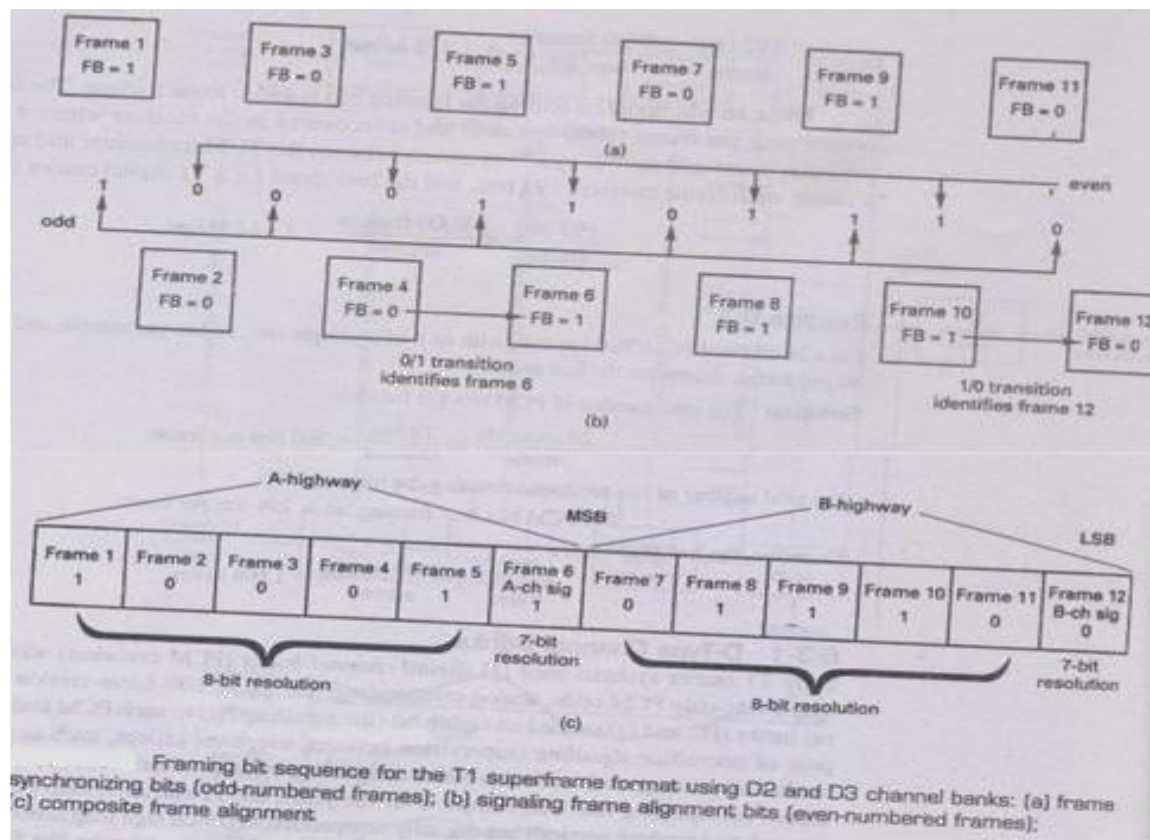 Frame 1
FB = 1
Frame 3
FB = 0
Frame 5
FB = 1
Frame 7
FB = 0
Frame 9
FB = 1
Frame 11
FB = 0
(a)
even
1 0 0 0 1 1 0 1 1 1 0
odd
Frame 2
FB = 0
Frame 4
FB = 0
Frame 6
FB = 1
Frame 8
FB = 1
Frame 10
FB = 1
Frame 12
FB = 0
0/1 transition
identifies frame 6
1/0 transition
identifies frame 12
(b)
A-highway
MSB
B-highway
LSB
Frame 1
1
Frame 2
0
Frame 3
0
Frame 4
0
Frame 5
1
Frame 6
A-ch sig
1
Frame 7
0
Frame 8
1
Frame 9
1
Frame 10
1
Frame 11
0
Frame 12
B-ch sig
0
8-bit resolution
7-bit
resolution
8-bit resolution
7-bit
resolution
(c)
Framing bit sequence for the T1 superframe format using D2 and D3 channel banks: (a) frame
synchronizing bits (odd-numbered frames); (b) signaling frame alignment bits (even-numbered frames);
(c) composite frame alignment